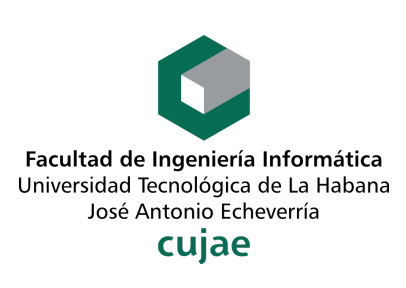 Facultad de Ingeniería Informática
Universidad Tecnológica de La Habana
José Antonio Echeverría
cujae